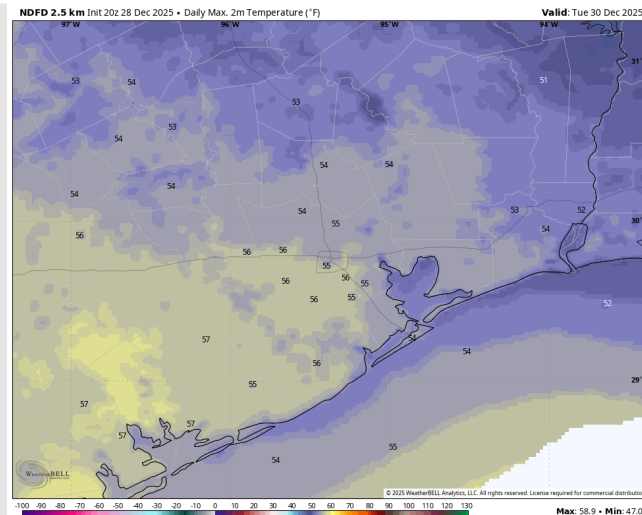 NDFD 2.5 km Init 20z 28 Dec 2025 • Daily Max. 2m Temperature (°F)
Valid: Tue 30 Dec 2025
97°W 96°W 95°W 94°W
31°
53 54 51
53
53
54
54 54
54
54
54 53 52
55 30°
56 54
56 56
55
56 55
56
56 55
52
57 54
54
56
29°
55
57
57
57
55
54
WeatherBELL
© 2025 WeatherBELL Analytics, LLC. All rights reserved. License required for commercial distribu
-100 -90 -80 -70 -60 -50 -40 -30 -20 -10 0 10 20 30 40 50 60 70 80 90 100 110 120 130
Max: 58.9 • Min: 47.